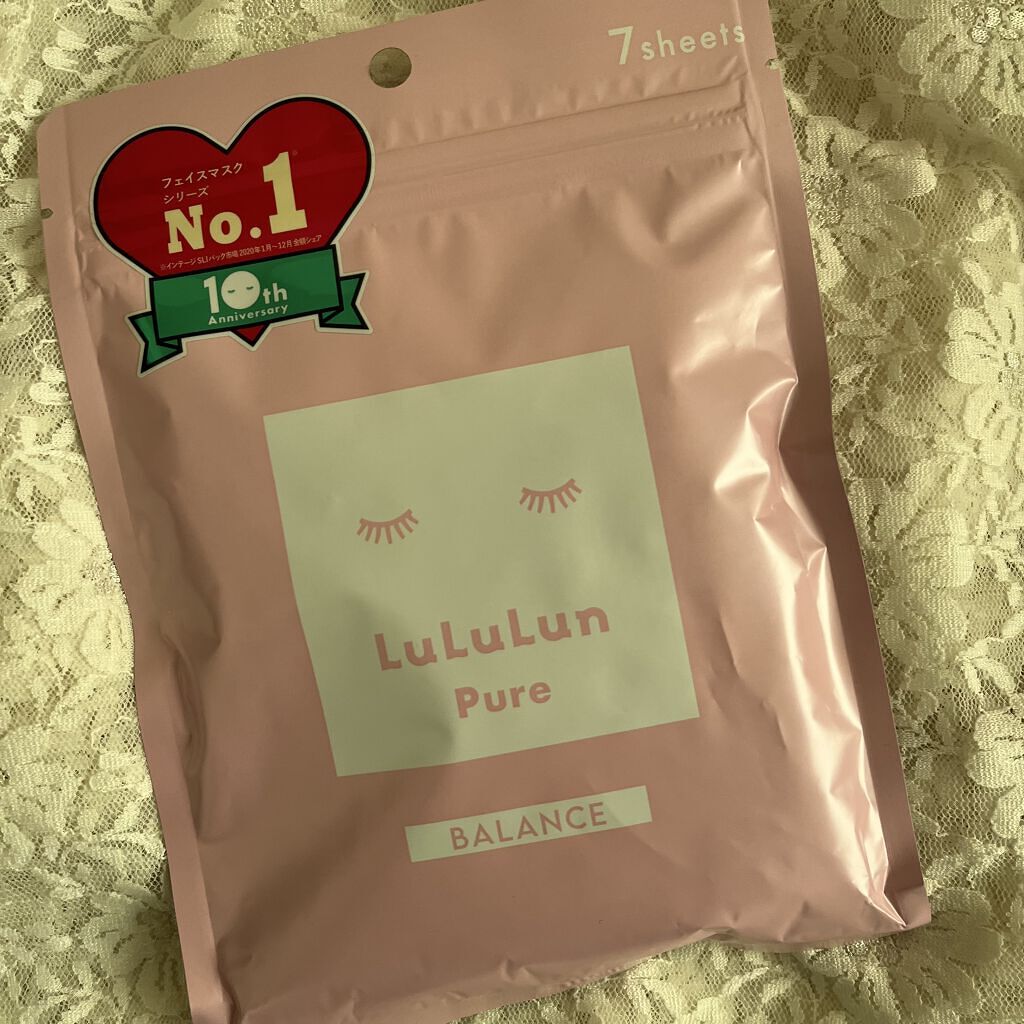 7sheets
フェイスマスク
シリーズ
No.1
※インテージSLIパック市場 2020年1月~12月 金額シェア
10th
Anniversary
LuLuLun
Pure
BALANCE